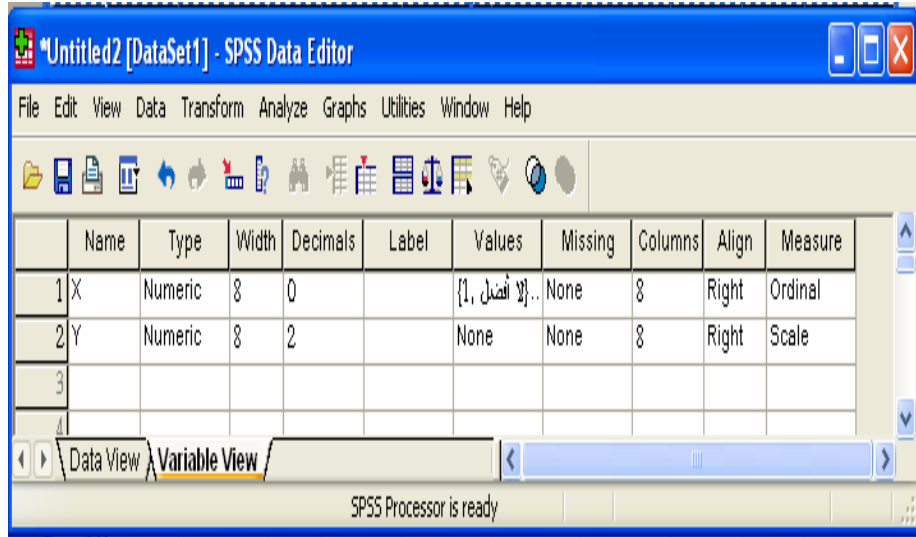 *Untitled2 [DataSet1] - SPSS Data Editor
File Edit View Data Transform Analyze Graphs Utilities Window Help
Name Type Width Decimals Label Values Missing Columns Align Measure
1 X Numeric 8 0 {1, لا أفضل}.. None 8 Right Ordinal
2 Y Numeric 8 2 None None 8 Right Scale
3
4
Data View Variable View
SPSS Processor is ready